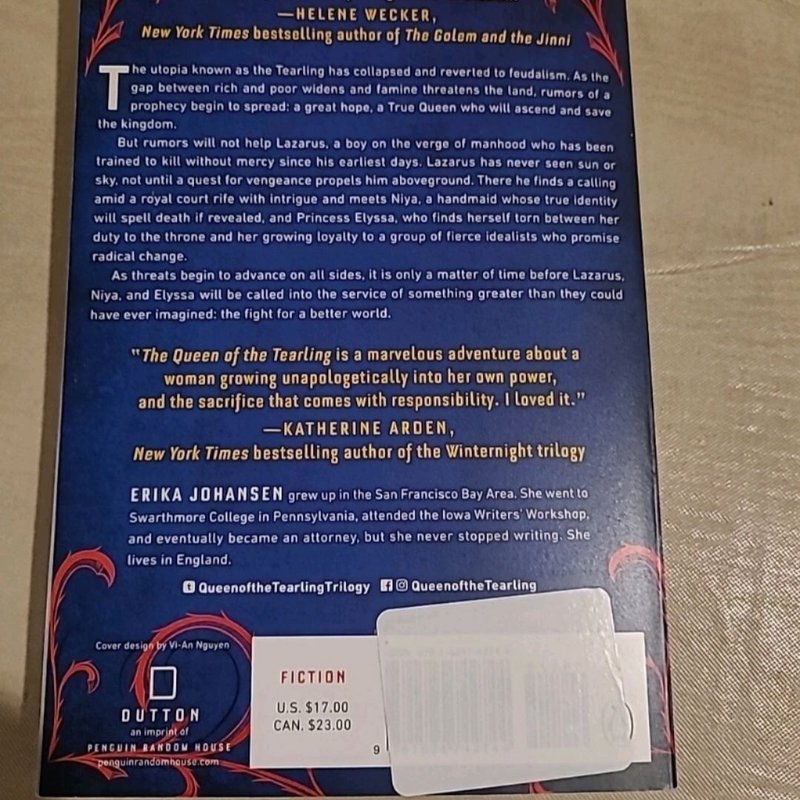 —HELENE WECKER,
New York Times bestselling author of The Golem and the Jinni
The utopia known as the Tearling has collapsed and reverted to feudalism. As the
gap between rich and poor widens and famine threatens the land, rumors of a
prophecy begin to spread: a great hope, a True Queen who will ascend and save
the kingdom.
But rumors will not help Lazarus, a boy on the verge of manhood who has been
trained to kill without mercy since his earliest days. Lazarus has never seen sun or
sky, not until a quest for vengeance propels him aboveground. There he finds a calling
amid a royal court rife with intrigue and meets Niya, a handmaid whose true identity
will spell death if revealed, and Princess Elyssa, who finds herself torn between her
duty to the throne and her growing loyalty to a group of fierce idealists who promise
radical change.
As threats begin to advance on all sides, it is only a matter of time before Lazarus,
Niya, and Elyssa will be called into the service of something greater than they could
have ever imagined: the fight for a better world.
"The Queen of the Tearling is a marvelous adventure about a
woman growing unapologetically into her own power,
and the sacrifice that comes with responsibility. I loved it."
—KATHERINE ARDEN,
New York Times bestselling author of the Winternight trilogy
ERIKA JOHANSEN grew up in the San Francisco Bay Area. She went to
Swarthmore College in Pennsylvania, attended the Iowa Writers' Workshop,
and eventually became an attorney, but she never stopped writing. She
lives in England.
QueenoftheTearlingTrilogy QueenoftheTearling
Cover design by Vi-An Nguyen
DUTTON
an imprint of
PENGUIN RANDOM HOUSE
penguinrandomhouse.com
FICTION
U.S. $17.00
CAN. $23.00
9